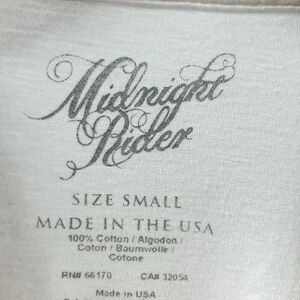 Midnight
Rider
SIZE SMALL
MADE IN THE USA
100% Cotton / Algodon /
Coton / Baumwolle /
Cotone
RN# 66170 CA# 32054
Made in USA